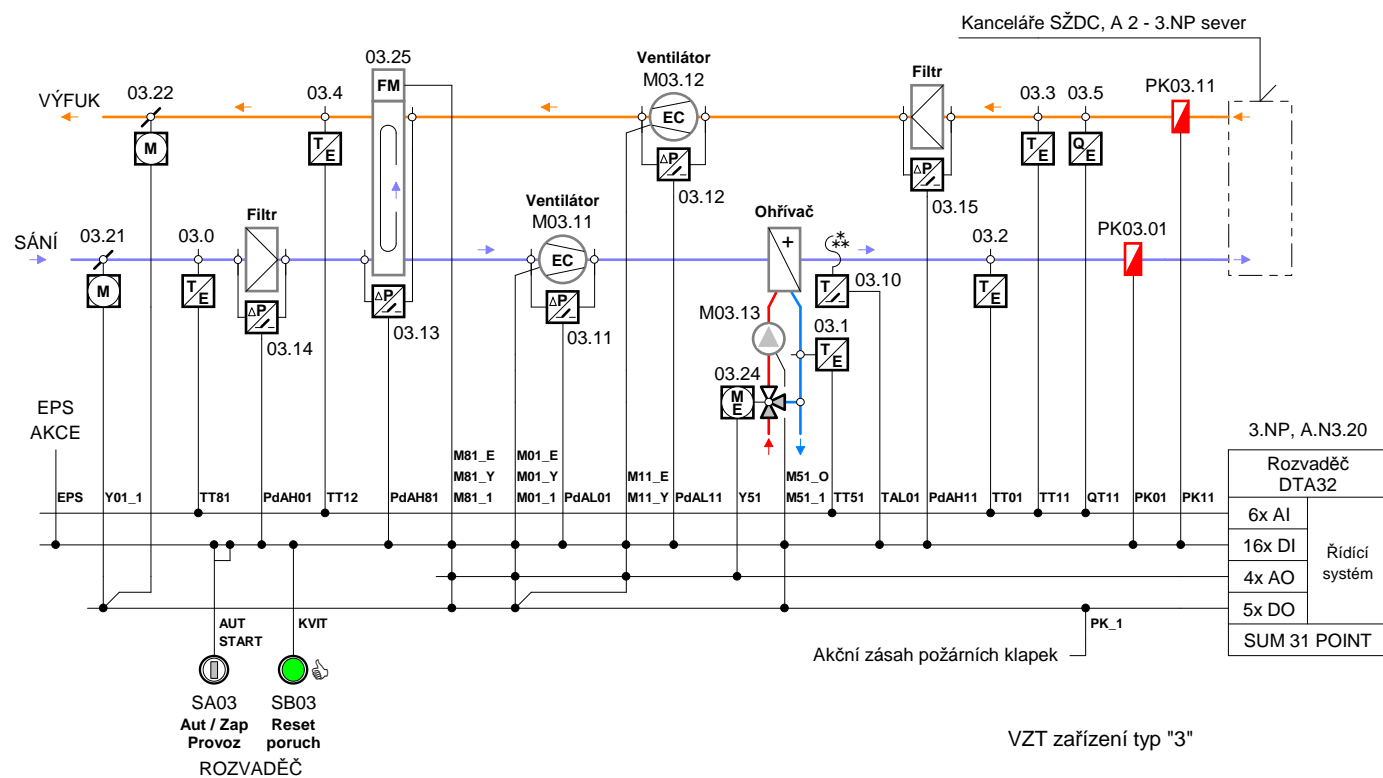 Kanceláře SŽDC, A 2 - 3.NP sever
03.25
FM
Ventilátor
M03.12
EC
Filtr
VÝFUK
03.22
03.4
03.3
03.5
PK03.11
M
T E
T E
Q E
ΔP
03.12
ΔP
03.15
SÁNÍ
03.21
03.0
Filtr
Ventilátor
M03.11
EC
Ohřívač
+
***
03.2
PK03.01
M
T E
ΔP
03.14
ΔP
03.13
ΔP
03.11
T
03.10
T E
M03.13
03.1
T E
03.24
M E
EPS
AKCE
3.NP, A.N3.20
Rozvaděč
DTA32
6x AI
16x DI
4x AO
5x DO
Řídící
systém
SUM 31 POINT
EPS
Y01_1
TT81
PdAH01
TT12
PdAH81
M81_E
M81_Y
M81_1
M01_E
M01_Y
M01_1
PdAL01
M11_E
M11_Y
PdAL11
Y51
M51_O
M51_1
TT51
TAL01
PdAH11
TT01
TT11
QT11
PK01
PK11
AUT
START
KVIT
PK_1
Akční zásah požárních klapek
SA03
Aut / Zap
Provoz
SB03
Reset
poruch
ROZVADĚČ
VZT zařízení typ "3"